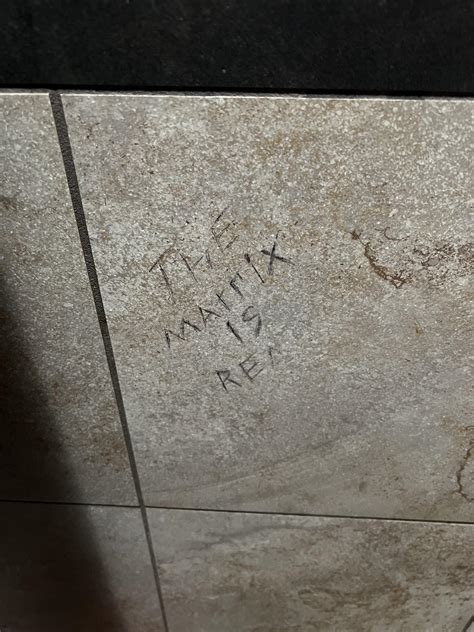 THE
MATRIX
IS
REA